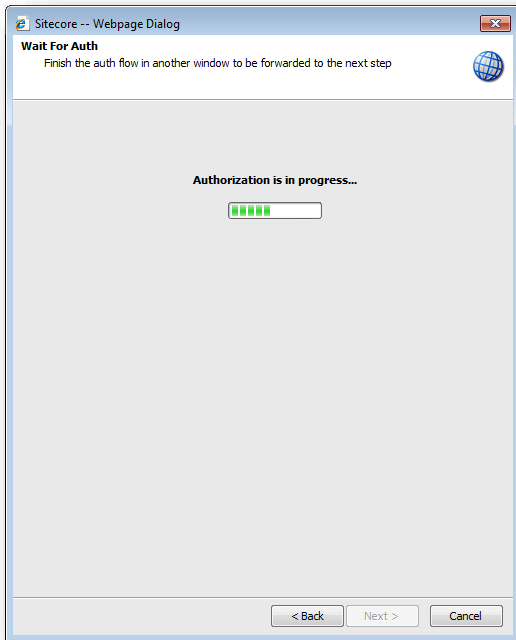 Sitecore -- Webpage Dialog
Wait For Auth
Finish the auth flow in another window to be forwarded to the next step
Authorization is in progress...
< Back Next > Cancel